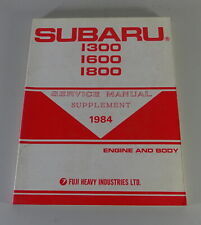 SUBARU®
1300
1600
1800
SERVICE MANUAL
SUPPLEMENT
1984
ENGINE AND BODY
FUJI HEAVY INDUSTRIES LTD.